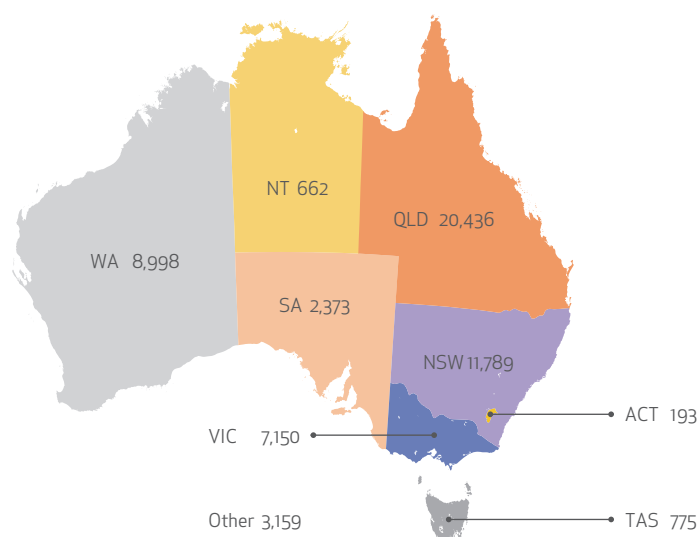 NT 662
QLD 20,436
WA 8,998
SA 2,373
NSW 11,789
ACT 193
VIC 7,150
Other 3,159
TAS 775